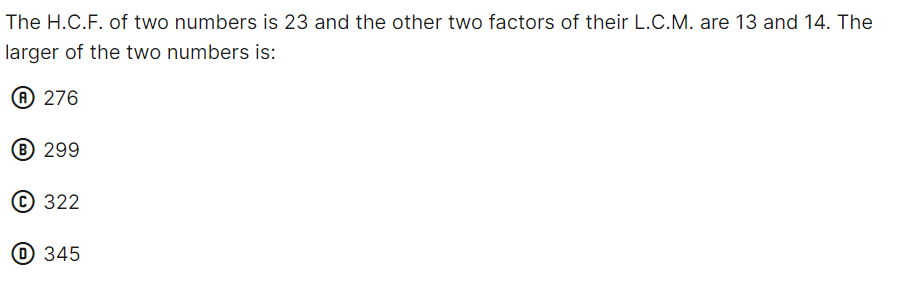 The H.C.F. of two numbers is 23 and the other two factors of their L.C.M. are 13 and 14. The
larger of the two numbers is:
A 276
B 299
C 322
D 345